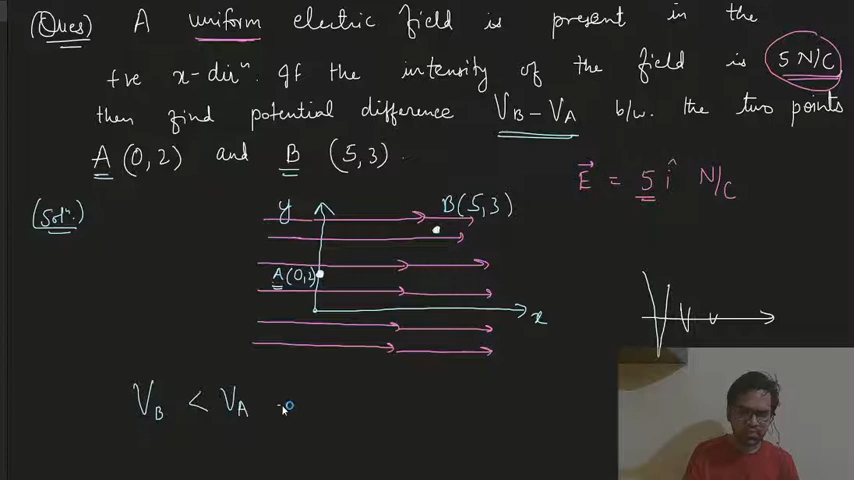 (Ques) A uniform electric field is present in the
+ve x-dirⁿ. If the intensity of the field is 5 N/C
then find potential difference V_B - V_A b/w. the two points
A (0,2) and B (5,3).
E⃗ = 5 î N/C
(Solⁿ.)
y
B(5,3)
A(0,2)
x
V_B < V_A